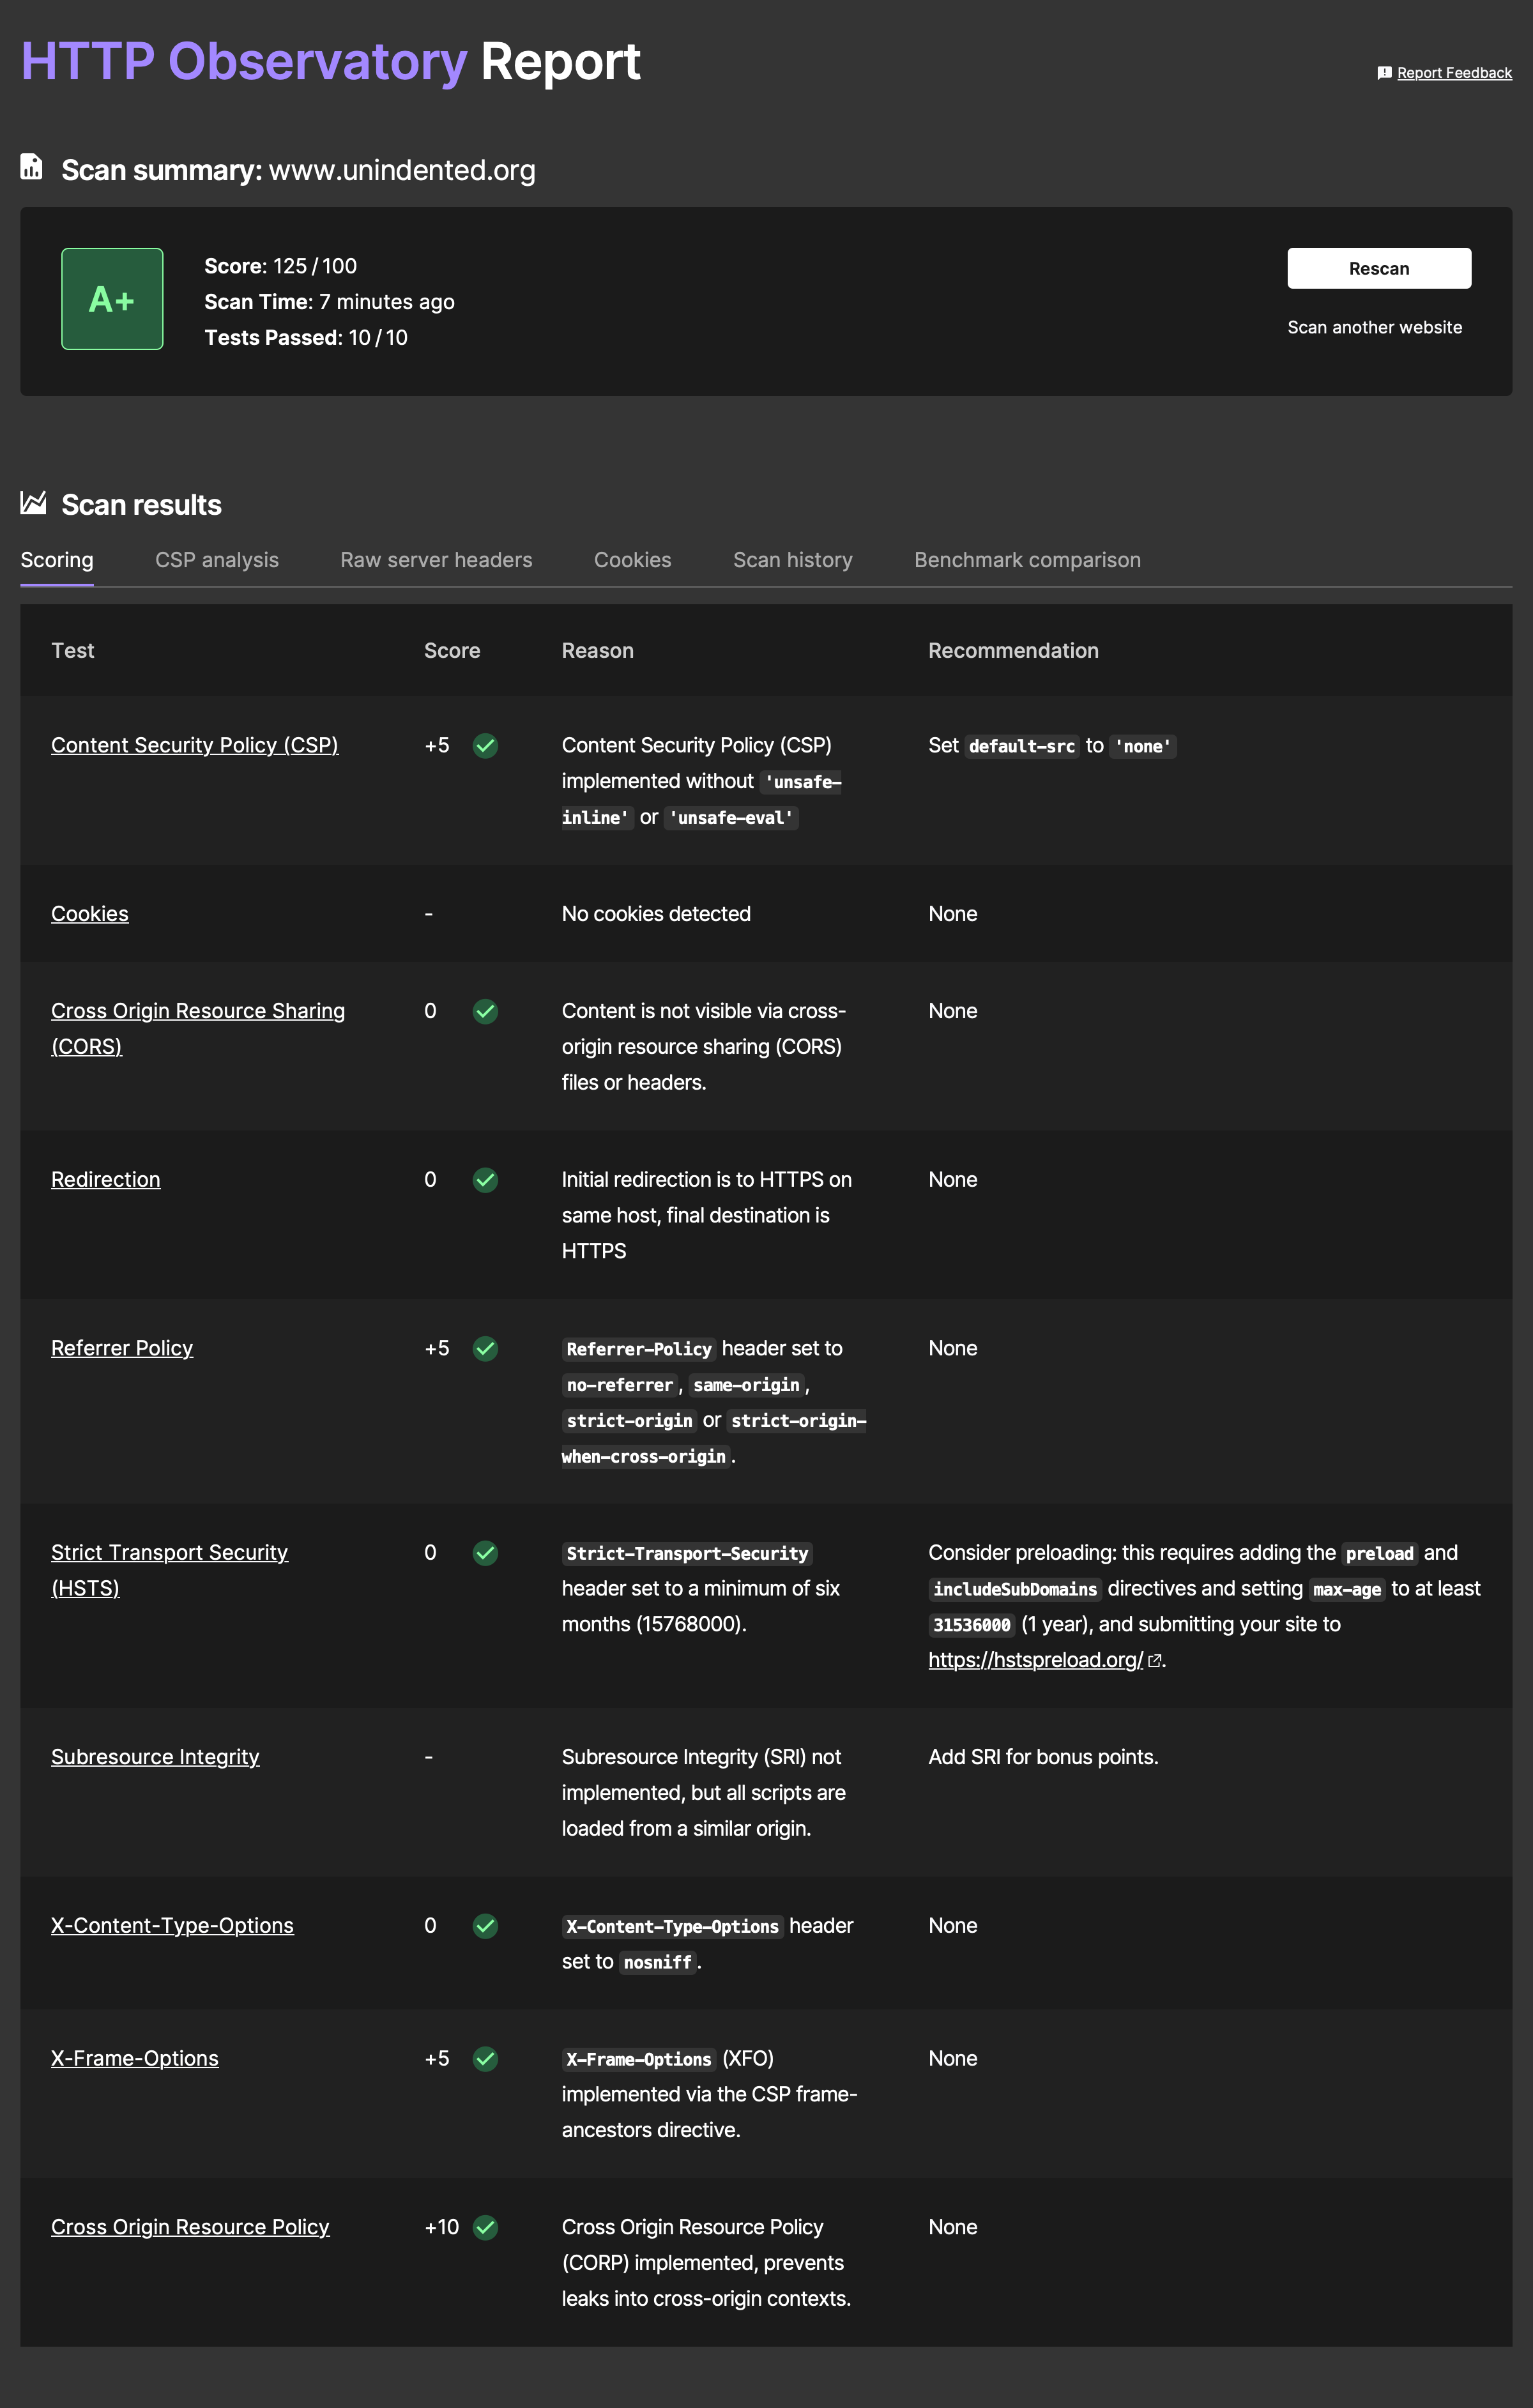 HTTP Observatory Report
Report Feedback
Scan summary: www.unindented.org
A+
Score: 125 / 100
Scan Time: 7 minutes ago
Tests Passed: 10 / 10
Rescan
Scan another website
Scan results
Scoring CSP analysis Raw server headers Cookies Scan history Benchmark comparison
Test Score Reason Recommendation
Content Security Policy (CSP) +5 Content Security Policy (CSP) Set default-src to 'none'
implemented without 'unsafe-
inline' or 'unsafe-eval'
Cookies - No cookies detected None
Cross Origin Resource Sharing 0 Content is not visible via cross- None
(CORS) origin resource sharing (CORS)
files or headers.
Redirection 0 Initial redirection is to HTTPS on None
same host, final destination is
HTTPS
Referrer Policy +5 Referrer-Policy header set to None
no-referrer, same-origin,
strict-origin or strict-origin-
when-cross-origin.
Strict Transport Security 0 Strict-Transport-Security Consider preloading: this requires adding the preload and
(HSTS) header set to a minimum of six includeSubDomains directives and setting max-age to at least
months (15768000). 31536000 (1 year), and submitting your site to
https://hstspreload.org/.
Subresource Integrity - Subresource Integrity (SRI) not Add SRI for bonus points.
implemented, but all scripts are
loaded from a similar origin.
X-Content-Type-Options 0 X-Content-Type-Options header None
set to nosniff.
X-Frame-Options +5 X-Frame-Options (XFO) None
implemented via the CSP frame-
ancestors directive.
Cross Origin Resource Policy +10 Cross Origin Resource Policy None
(CORP) implemented, prevents
leaks into cross-origin contexts.